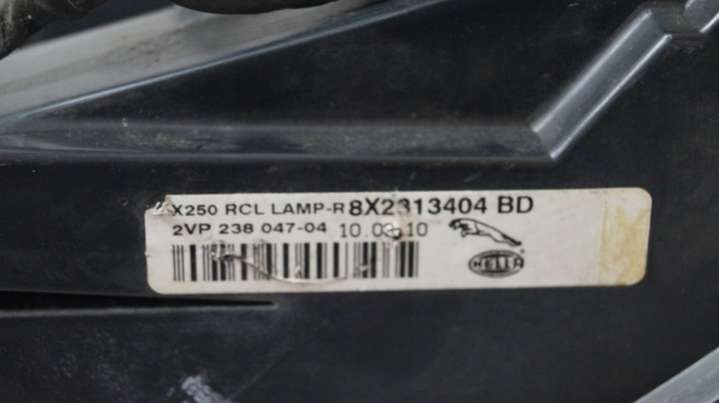 X250 RCL LAMP-R 8X2313404 BD
2VP 238 047-04 10.03.10
HELLA